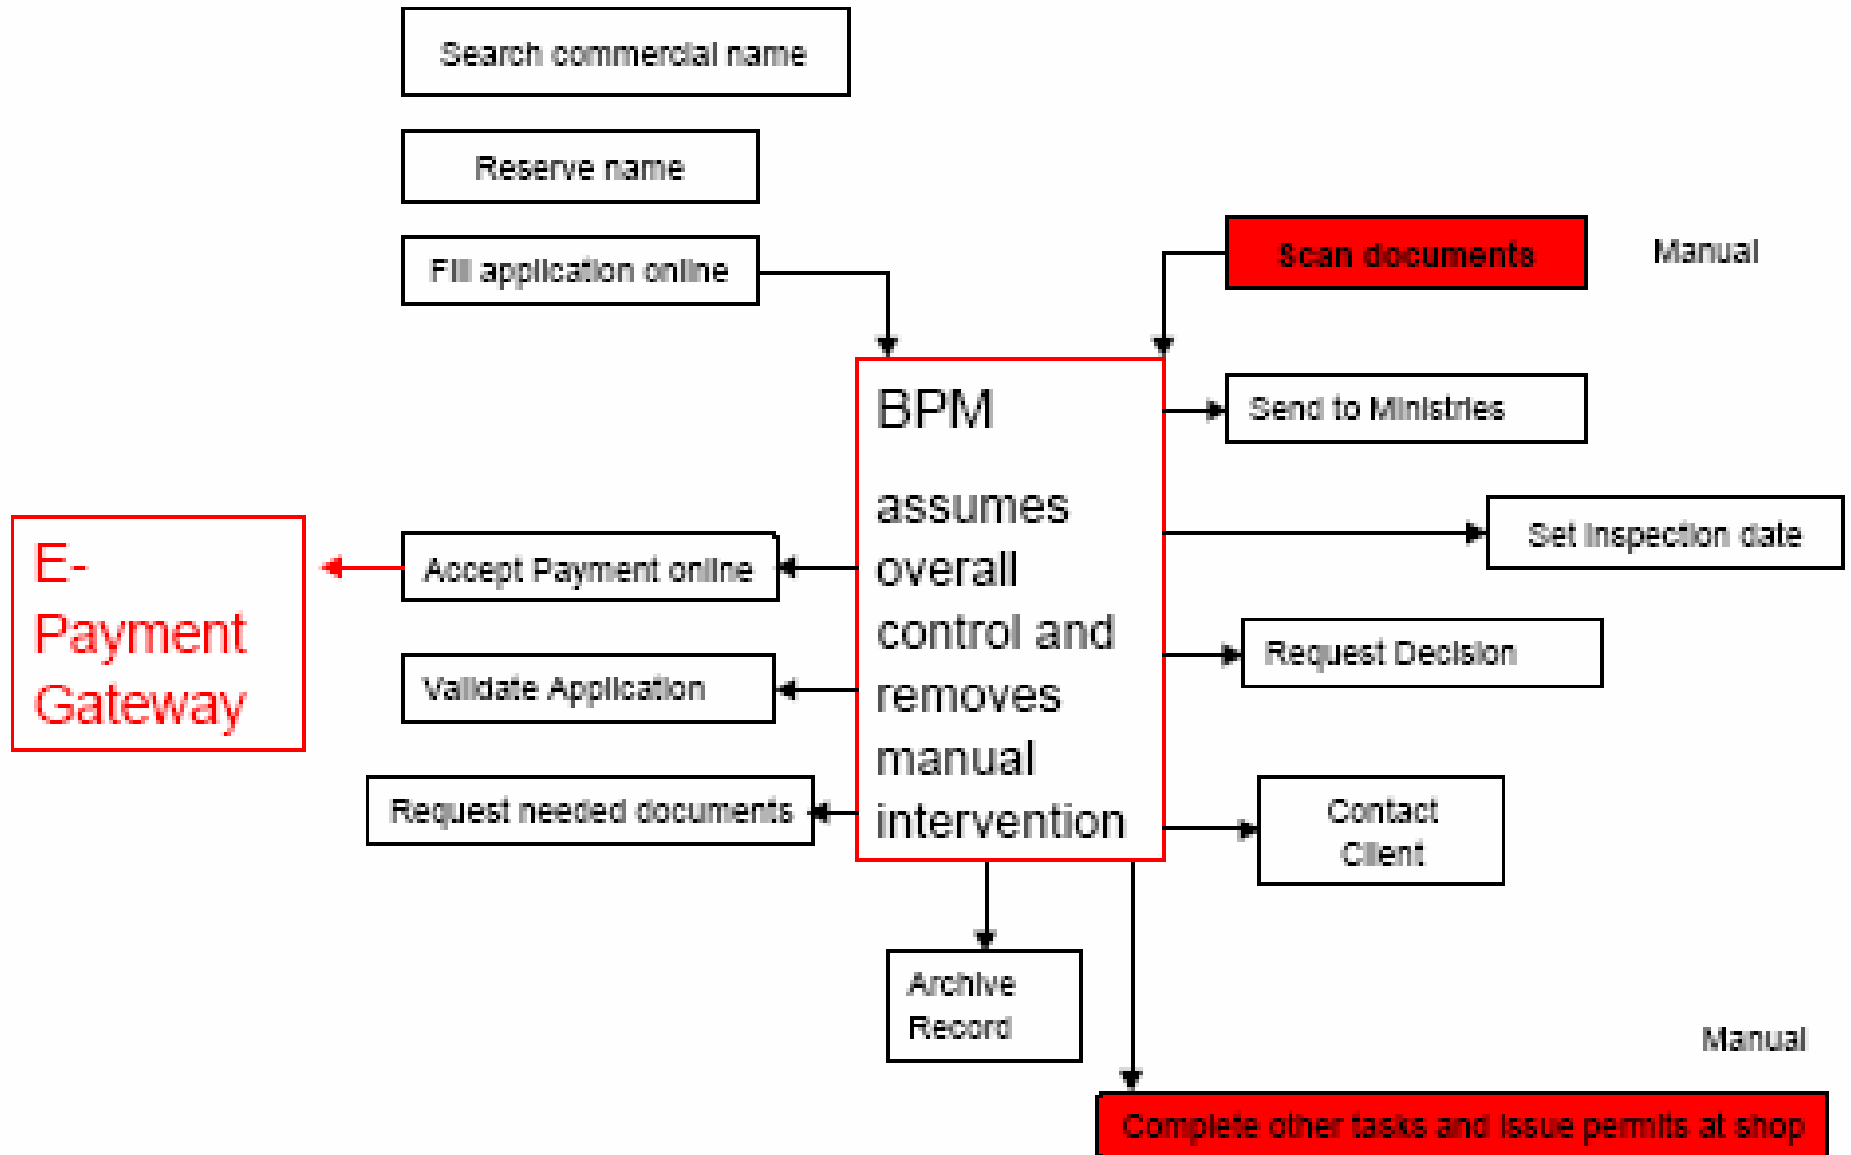 Search commercial name
Reserve name
Fill application online
Scan documents
Manual
BPM
assumes
overall
control and
removes
manual
intervention
Send to Ministries
Set Inspection date
Request Decision
Contact
Client
E-
Payment
Gateway
Accept Payment online
Validate Application
Request needed documents
Archive
Record
Manual
Complete other tasks and issue permits at shop